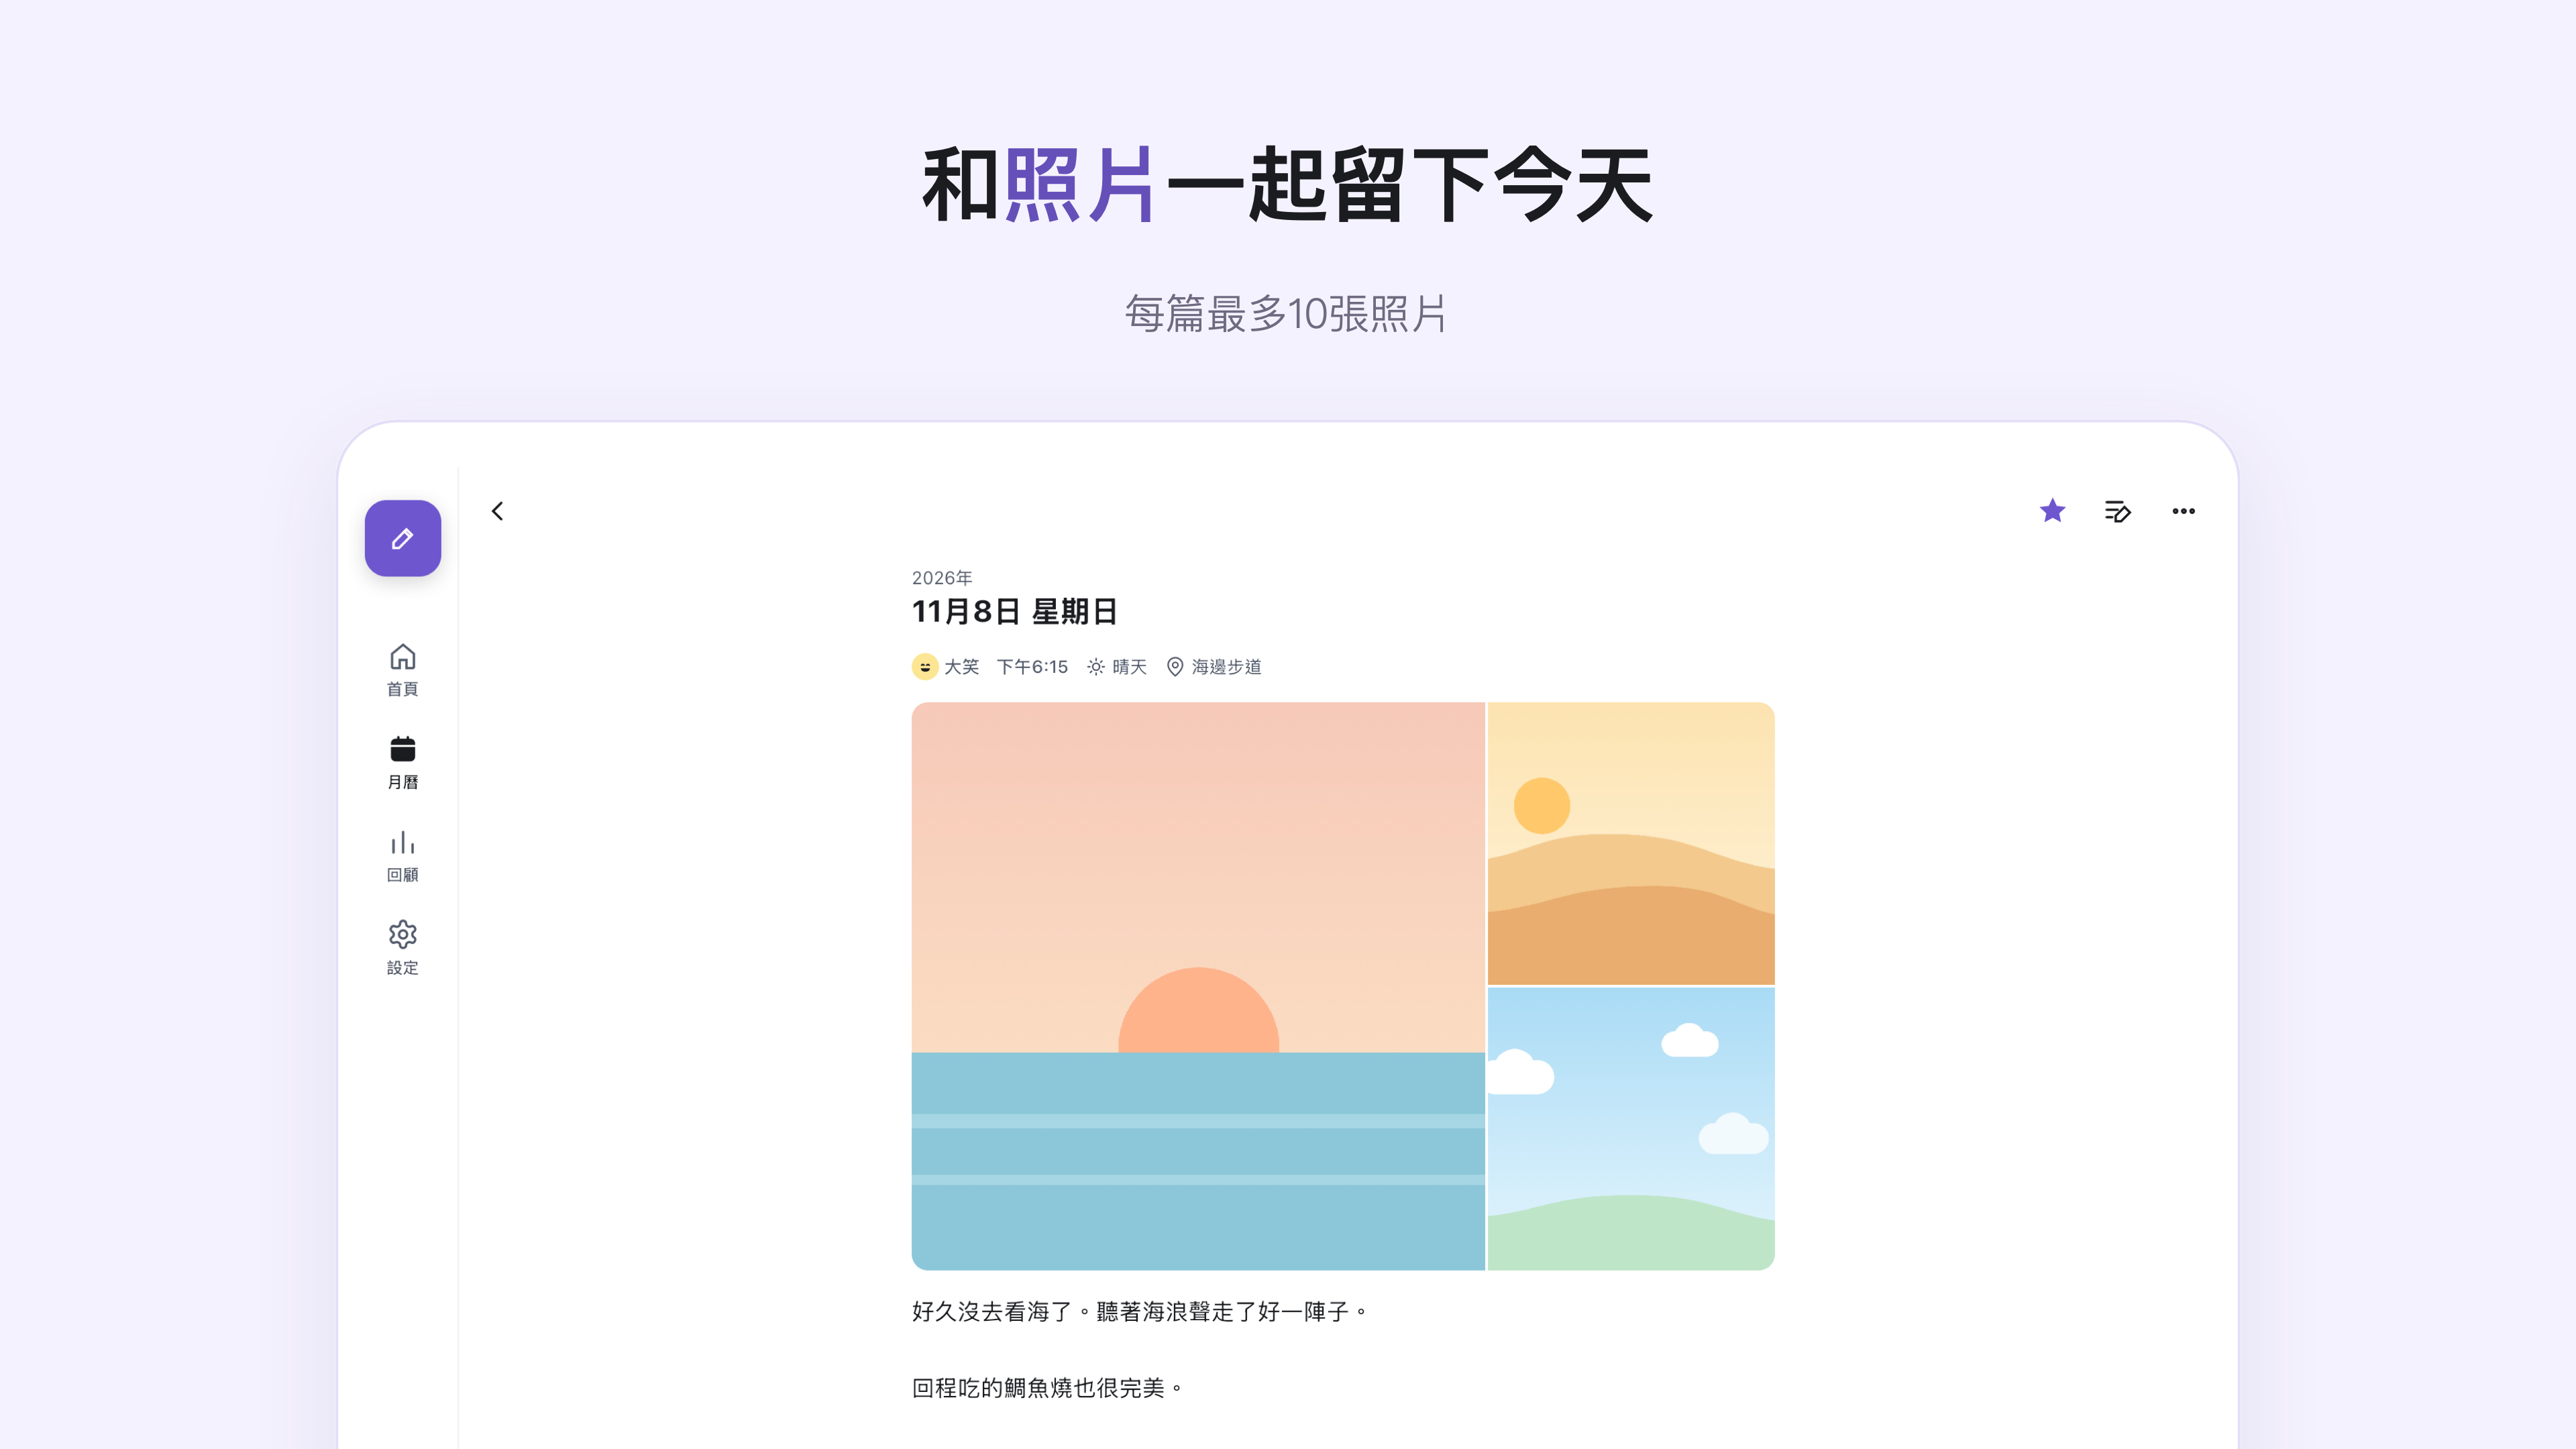 和照片一起留下今天
每篇最多10張照片
首頁
月曆
回顧
設定
2026年
11月8日 星期日
大笑 下午6:15 晴天 海邊步道
好久沒去看海了。聽著海浪聲走了好一陣子。
回程吃的鯛魚燒也很完美。